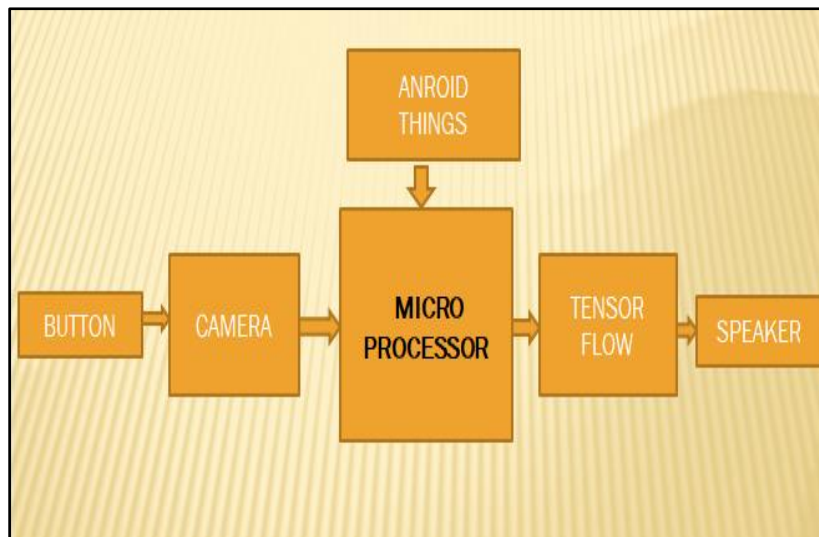 ANROID
THINGS
BUTTON
CAMERA
MICRO
PROCESSOR
TENSOR
FLOW
SPEAKER